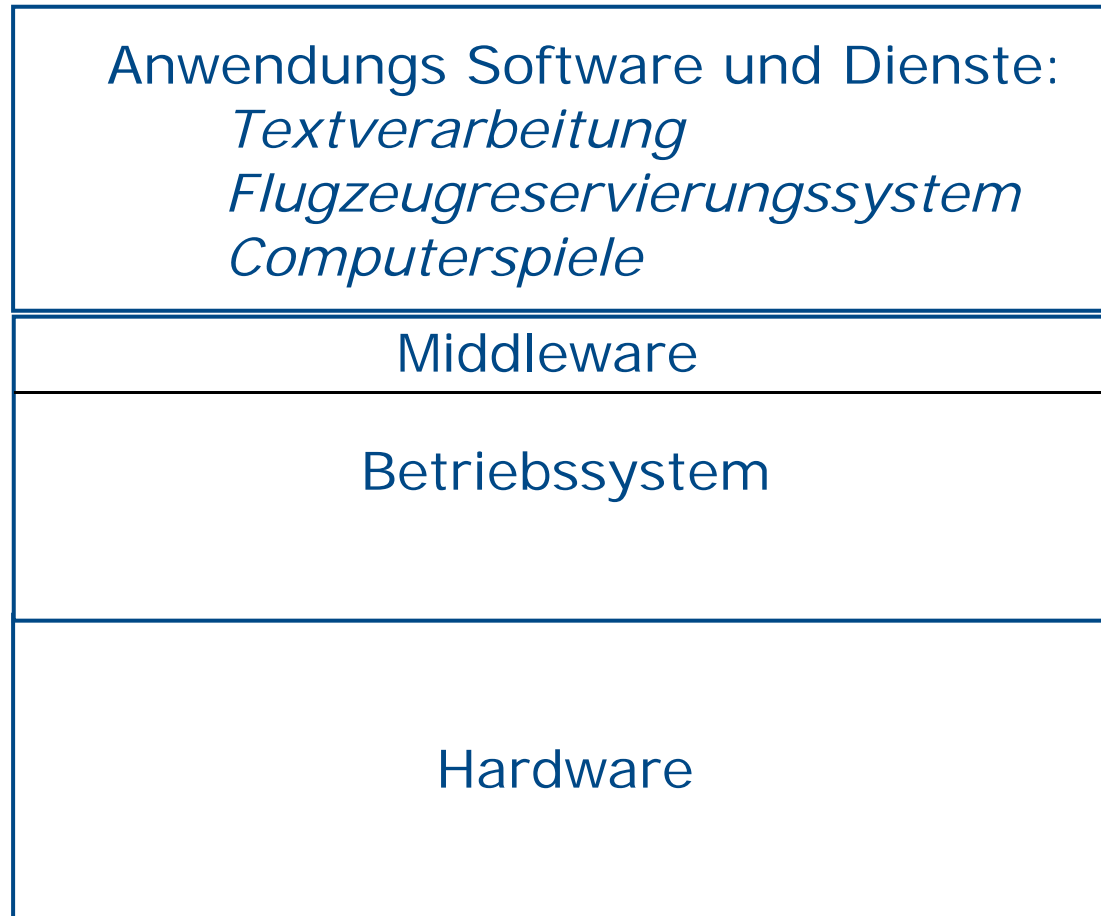 Anwendungs Software und Dienste:
Textverarbeitung
Flugzeugreservierungssystem
Computerspiele
Middleware
Betriebssystem
Hardware